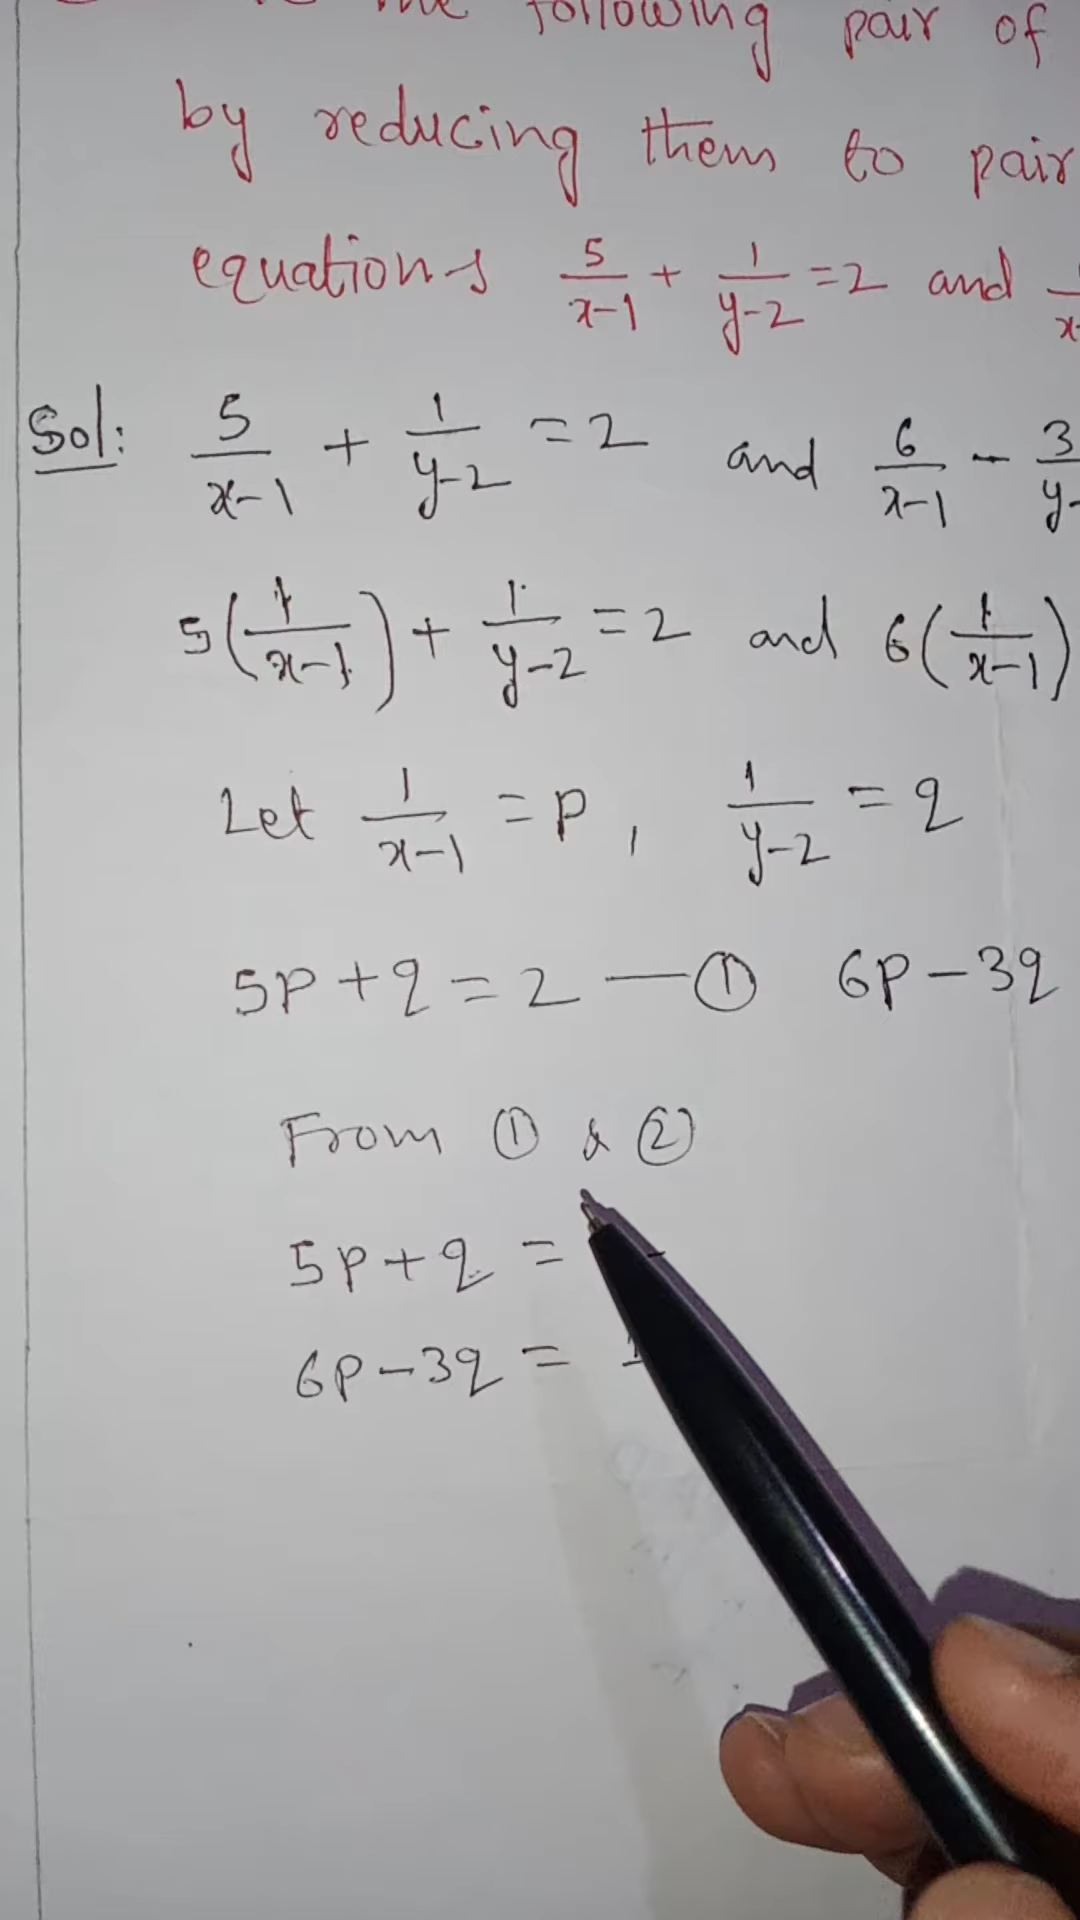 the following pair of
by reducing them to pair
equations 5/(x-1) + 1/(y-2) =2 and
Sol: 5/(x-1) + 1/(y-2) =2 and 6/(x-1) - 3/y-
5(1/(x-1)) + 1/(y-2) =2 and 6(1/(x-1))
Let 1/(x-1) =P, 1/(y-2) =q
5P+q=2 — ① 6P-3q
From ① & ②
5P+q =
6P-3q =